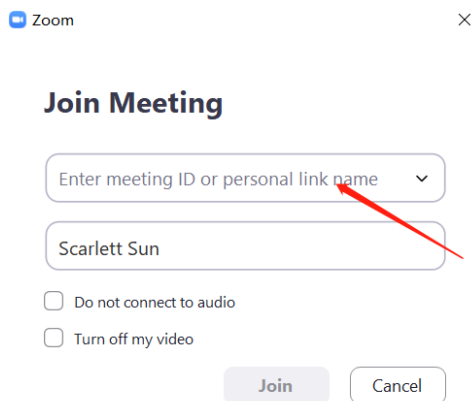 Zoom
Join Meeting
Enter meeting ID or personal link name
Scarlett Sun
Do not connect to audio
Turn off my video
Join Cancel